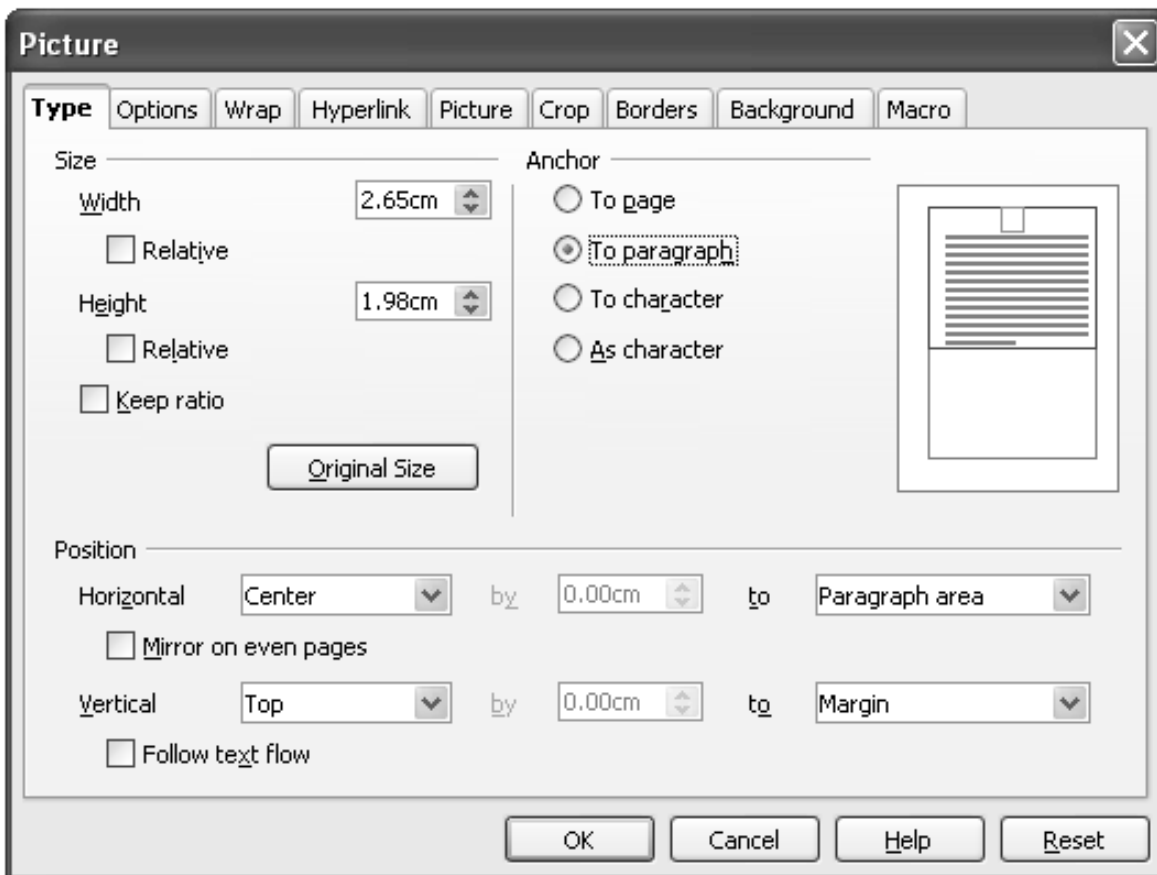 Picture
Type Options Wrap Hyperlink Picture Crop Borders Background Macro
Size Anchor
Width 2.65cm To page
Relative To paragraph
Height 1.98cm To character
Relative As character
Keep ratio
Original Size
Position
Horizontal Center by 0.00cm to Paragraph area
Mirror on even pages
Vertical Top by 0.00cm to Margin
Follow text flow
OK Cancel Help Reset